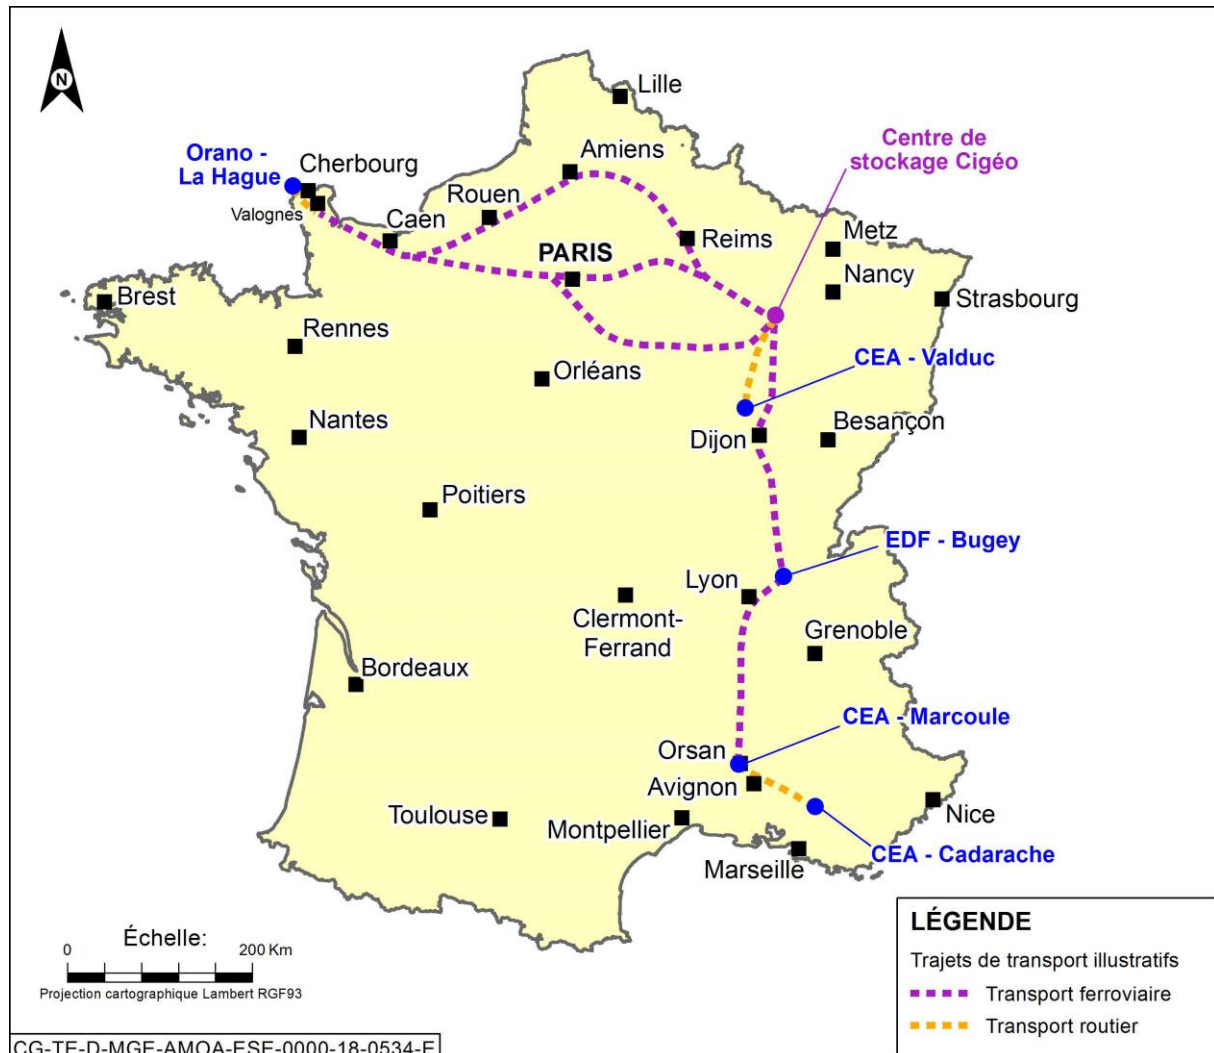 N
Lille
Centre de
stockage Cigéo
Orano -
La Hague
Cherbourg
Amiens
Rouen
Valognes
Caen
Reims
Metz
PARIS
Nancy
Brest
Strasbourg
Rennes
CEA - Valduc
Orléans
Nantes
Dijon
Besançon
Poitiers
EDF - Bugey
Lyon
Clermont-
Ferrand
Grenoble
Bordeaux
CEA - Marcoule
Orsan
Avignon
Toulouse
Montpellier
Nice
Marseille
CEA - Cadarache
Échelle:
0 200 Km
Projection cartographique Lambert RGF93
LÉGENDE
Trajets de transport illustratifs
Transport ferroviaire
Transport routier
CG-TE-D-MGE-AMOA-ESE-0000-18-0534-E